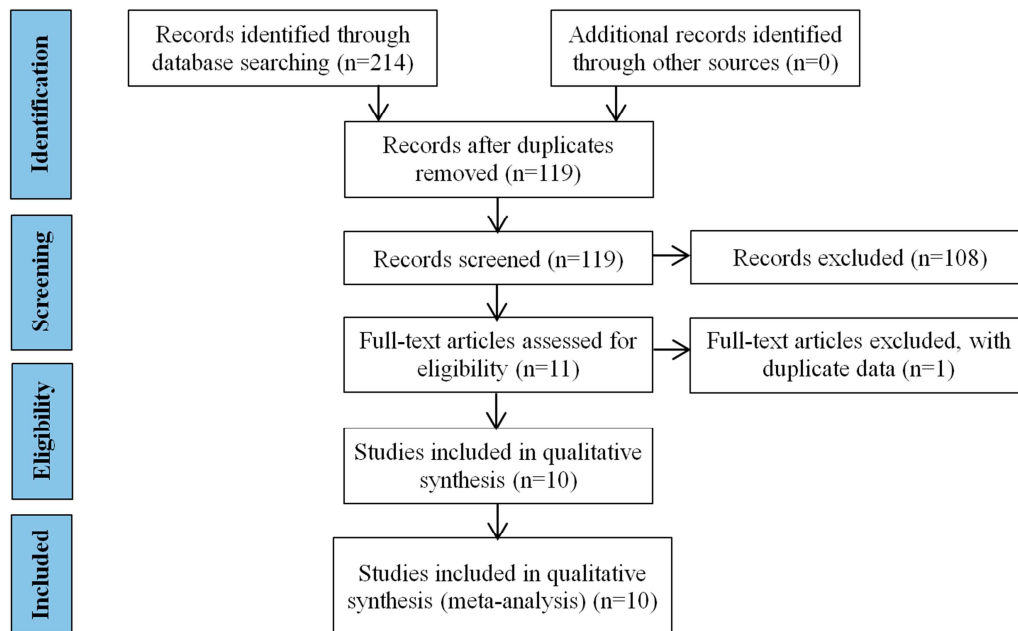 Identification
Records identified through
database searching (n=214)
Additional records identified
through other sources (n=0)
Records after duplicates
removed (n=119)
Screening
Records screened (n=119)
Records excluded (n=108)
Full-text articles assessed for
eligibility (n=11)
Full-text articles excluded, with
duplicate data (n=1)
Eligibility
Studies included in qualitative
synthesis (n=10)
Included
Studies included in qualitative
synthesis (meta-analysis) (n=10)